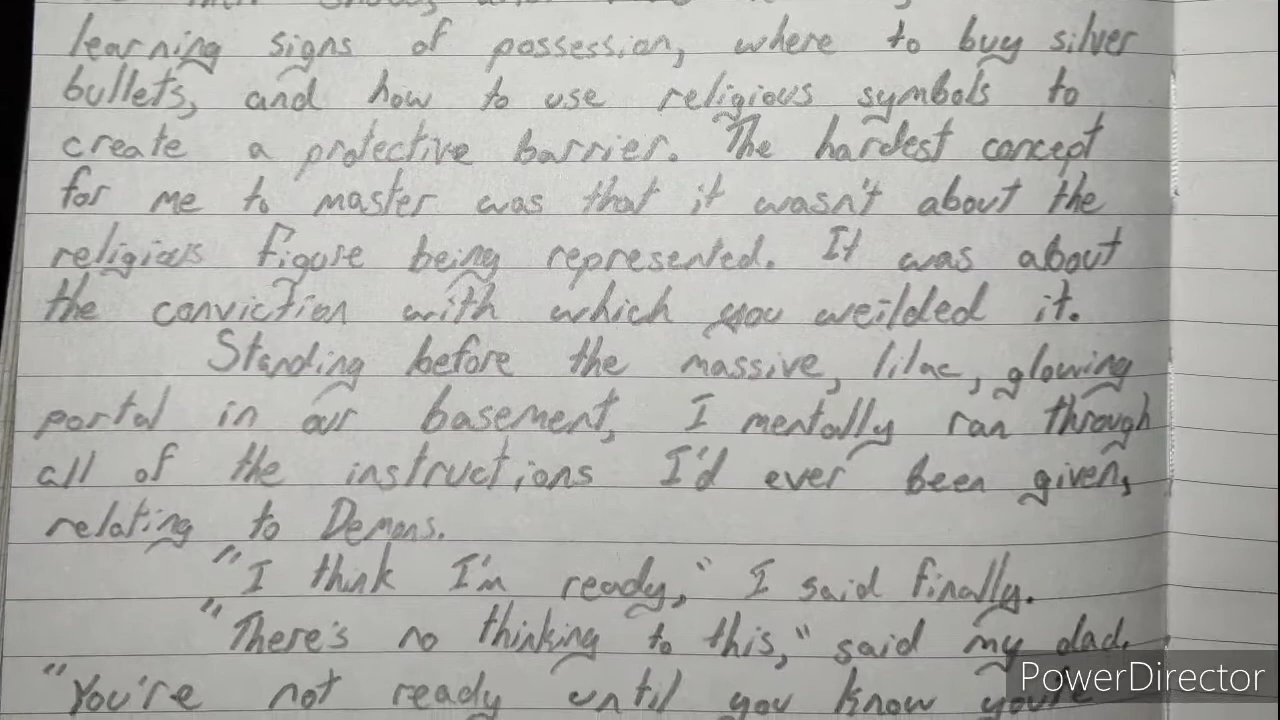 learning signs of possession, where to buy silver
bullets, and how to use religious symbols to
create a protective barrier. The hardest concept
for me to master was that it wasn't about the
religious figure being represented. It was about
the conviction with which you weilded it.
Standing before the massive, lilac, glowing
portal in our basement, I mentally ran through
all of the instructions I'd ever been given,
relating to Demons.
"I think I'm ready," I said finally.
"There's no thinking to this," said my dad.
"You're not ready until you know you're
PowerDirector